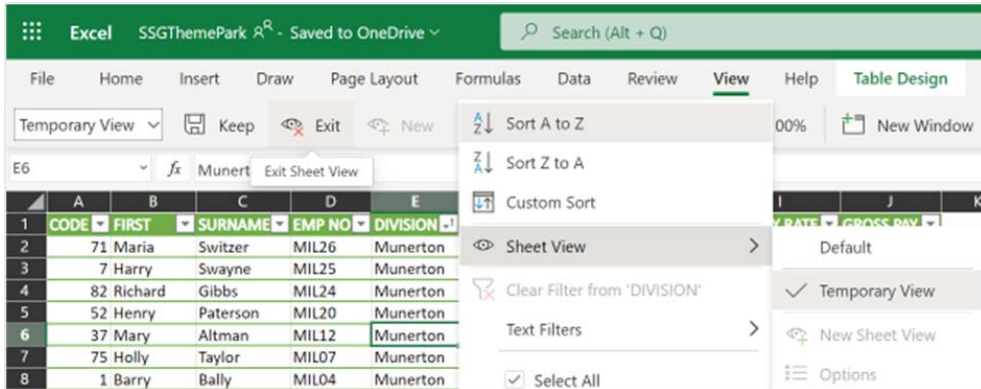 Excel SSGThemePark - Saved to OneDrive Search (Alt + Q)
File Home Insert Draw Page Layout Formulas Data Review View Help Table Design
Temporary View Keep Exit New 00% New Window
E6 fx Munert
Exit Sheet View
Sort A to Z
Sort Z to A
Custom Sort
Sheet View
Clear Filter from 'DIVISION'
Text Filters
Select All
Default
Temporary View
New Sheet View
Options
A B C D E I J K
1 CODE FIRST SURNAME EMP NO DIVISION Y RATE GROSS PAY
2 71 Maria Switzer MIL26 Munerton
3 7 Harry Swayne MIL25 Munerton
4 82 Richard Gibbs MIL24 Munerton
5 52 Henry Paterson MIL20 Munerton
6 37 Mary Altman MIL12 Munerton
7 75 Holly Taylor MIL07 Munerton
8 1 Barry Bally MIL04 Munerton